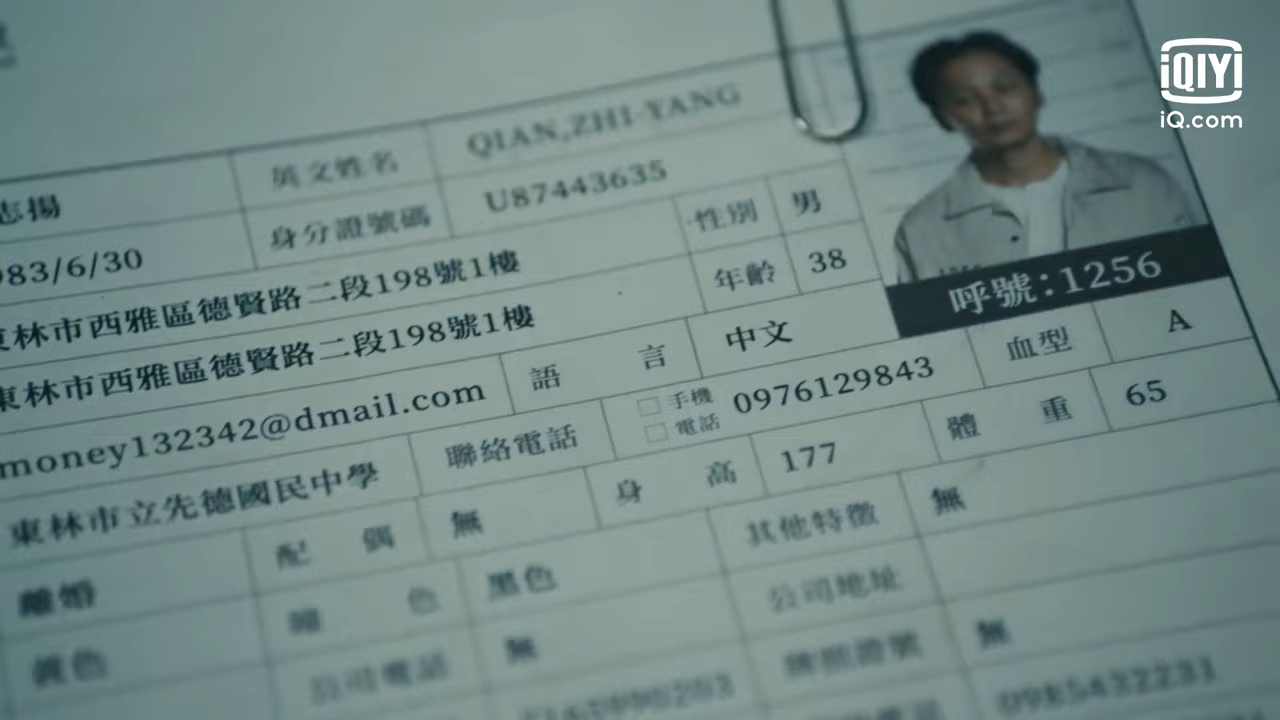 iQIYI
iQ.com
英文姓名 QIAN,ZHI-YANG
志揚 身分證號碼 U87443635 性別 男
983/6/30 年齡 38
東林市西雅區德賢路二段198號1樓
東林市西雅區德賢路二段198號1樓
呼號:1256
money132342@dmail.com 語言 中文 血型 A
東林市立先德國民中學 聯絡電話 手機 電話 0976129843 體重 65
離婚 配偶 無 身高 177 其他特徵 無
黃色 瞳色 黑色 公司地址
公司電話 無 無
0985432231